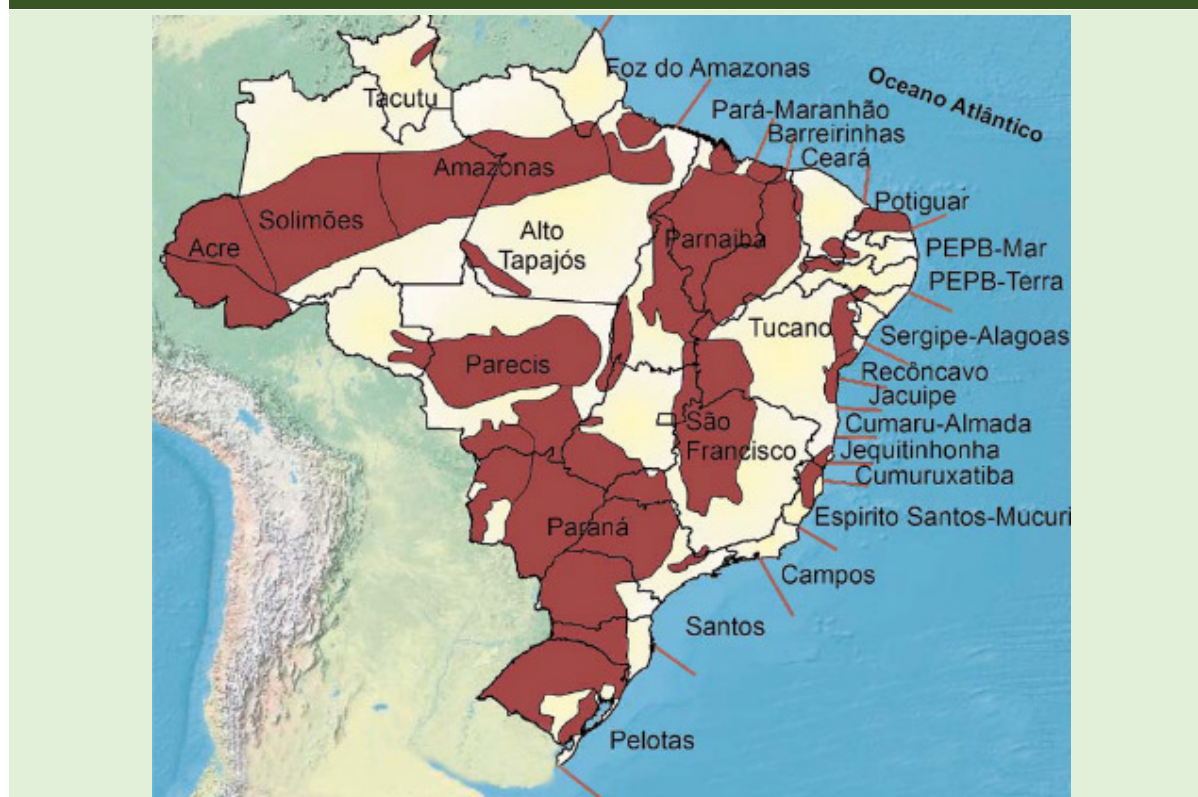 Foz do Amazonas
Oceano Atlântico
Tacutu
Pará-Maranhão
Barreirinhas
Ceará
Amazonas
Potiguar
Solimões
Acre
Alto
Tapajós
Parnaiba
PEPB-Mar
PEPB-Terra
Tucano
Sergipe-Alagoas
Parecis
Recôncavo
Jacuipe
São
Francisco
Cumaru-Almada
Jequitinhonha
Cumuruxatiba
Espirito Santos-Mucuri
Paraná
Campos
Santos
Pelotas